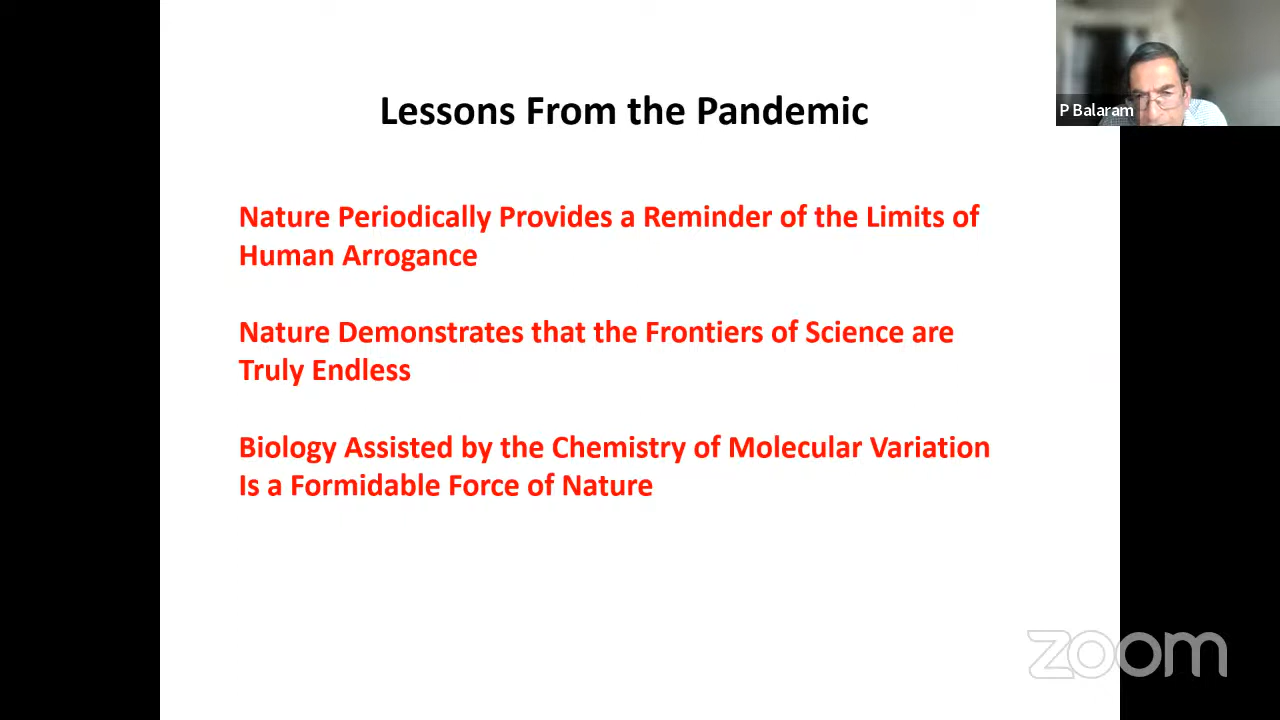 Lessons From the Pandemic
P Balaram
Nature Periodically Provides a Reminder of the Limits of
Human Arrogance
Nature Demonstrates that the Frontiers of Science are
Truly Endless
Biology Assisted by the Chemistry of Molecular Variation
Is a Formidable Force of Nature
zoom